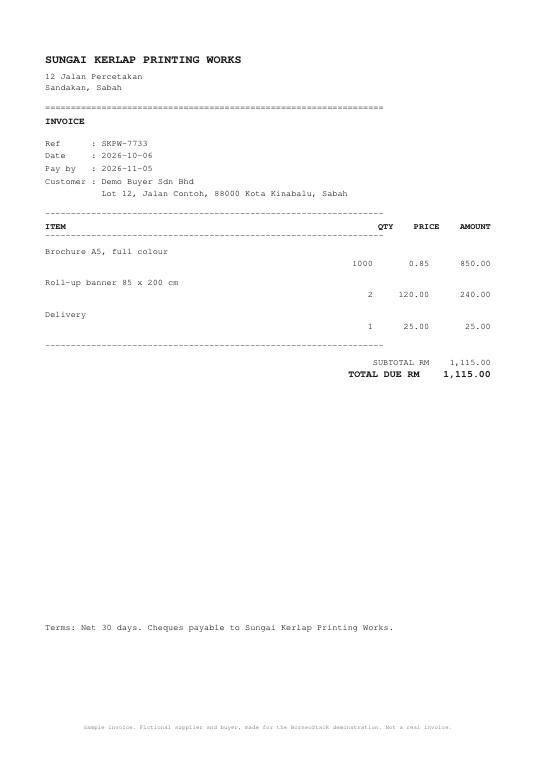 SUNGAI KERLAP PRINTING WORKS
12 Jalan Percetakan
Sandakan, Sabah
==================================================================
INVOICE
Ref      : SKPW-7733
Date     : 2026-10-06
Pay by   : 2026-11-05
Customer : Demo Buyer Sdn Bhd
Lot 12, Jalan Contoh, 88000 Kota Kinabalu, Sabah
------------------------------------------------------------------
ITEM QTY PRICE AMOUNT
------------------------------------------------------------------
Brochure A5, full colour
1000 0.85 850.00
Roll-up banner 85 x 200 cm
2 120.00 240.00
Delivery
1 25.00 25.00
------------------------------------------------------------------
SUBTOTAL RM 1,115.00
TOTAL DUE RM 1,115.00
Terms: Net 30 days. Cheques payable to Sungai Kerlap Printing Works.
Sample invoice. Fictional supplier and buyer, made for the BorneoStack demonstration. Not a real invoice.